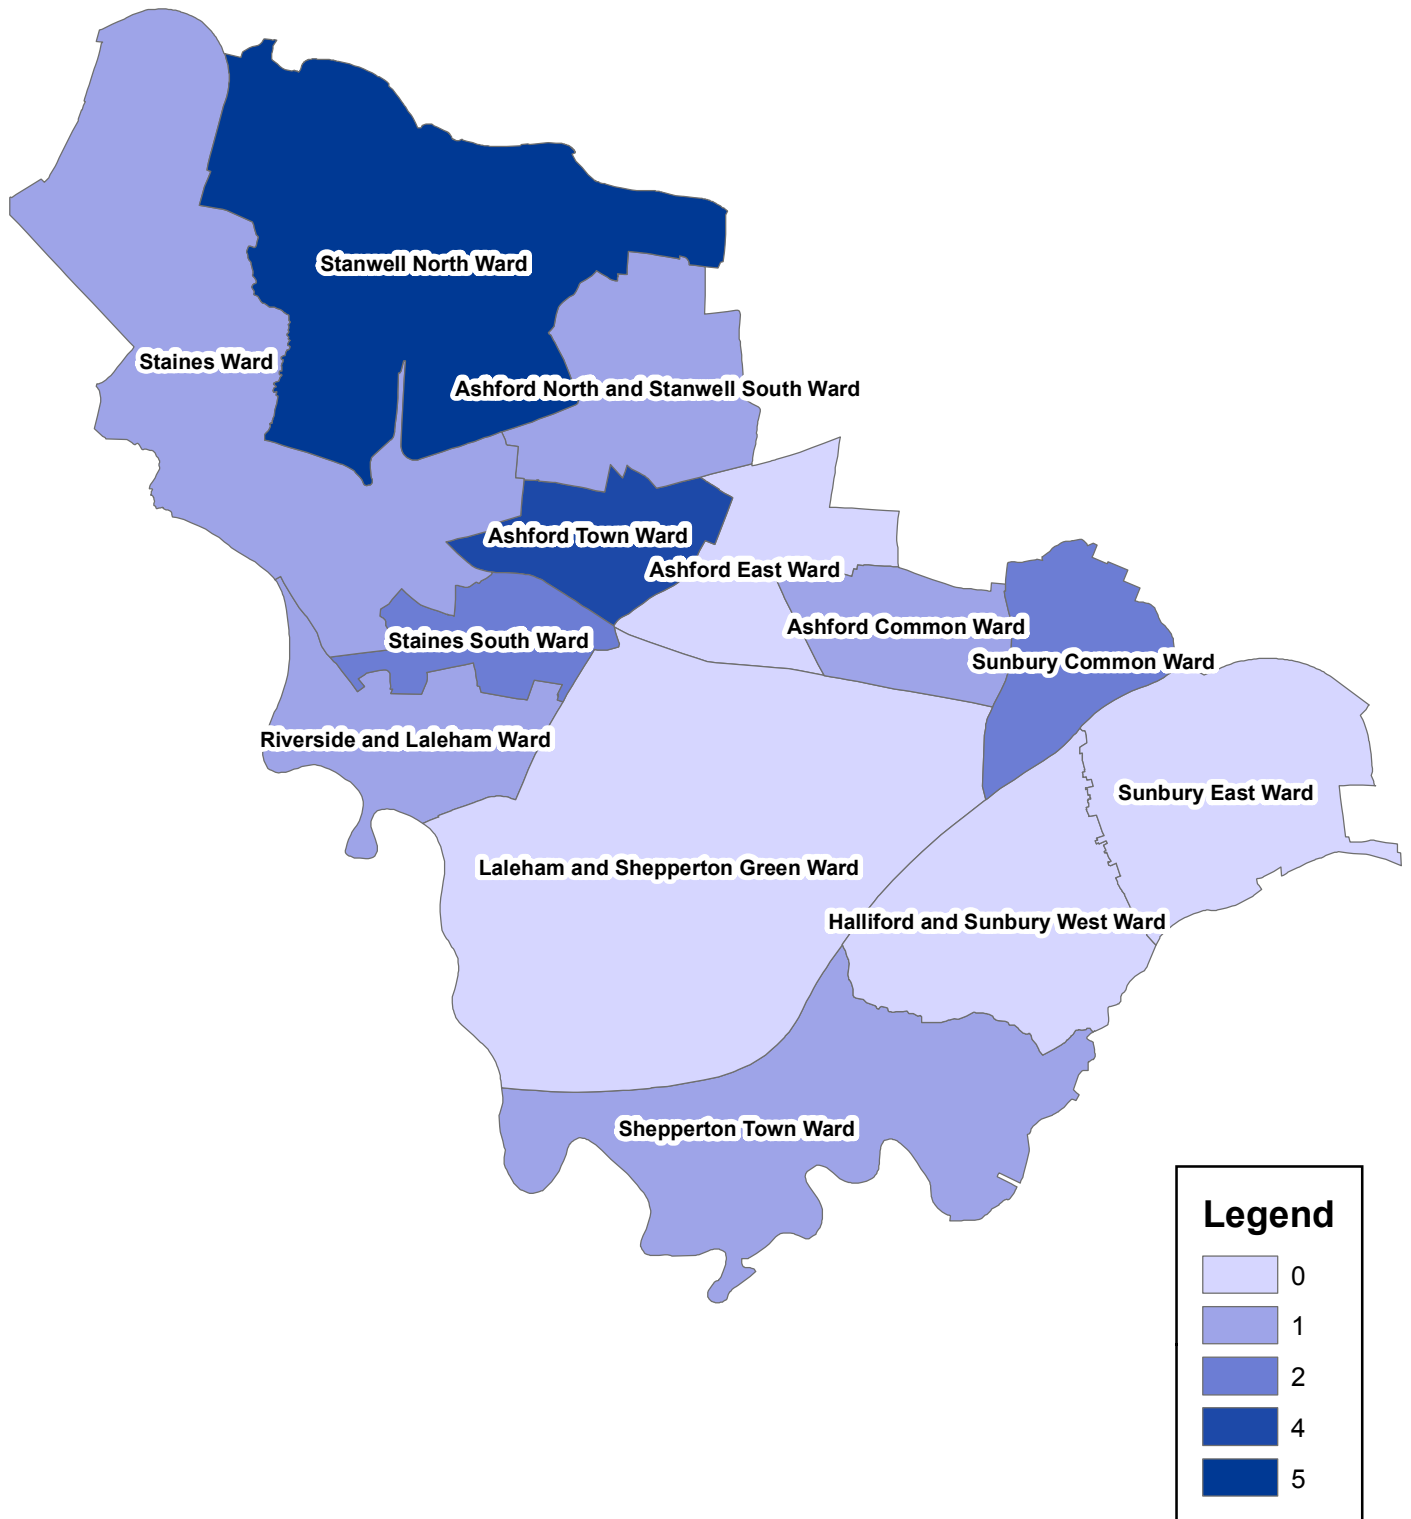 Stanwell North Ward
Staines Ward
Ashford North and Stanwell South Ward
Ashford Town Ward
Ashford East Ward
Ashford Common Ward
Staines South Ward
Sunbury Common Ward
Riverside and Laleham Ward
Sunbury East Ward
Laleham and Shepperton Green Ward
Halliford and Sunbury West Ward
Shepperton Town Ward
Legend
0
1
2
4
5